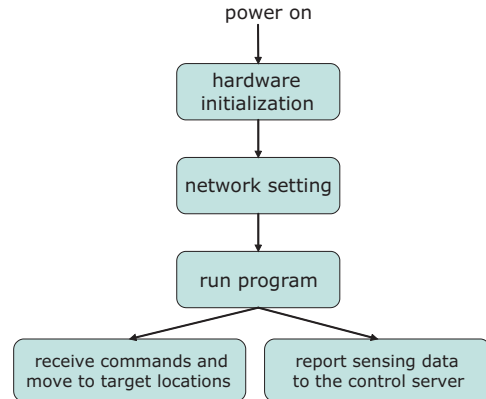 power on
hardware
initialization
network setting
run program
receive commands and
move to target locations
report sensing data
to the control server